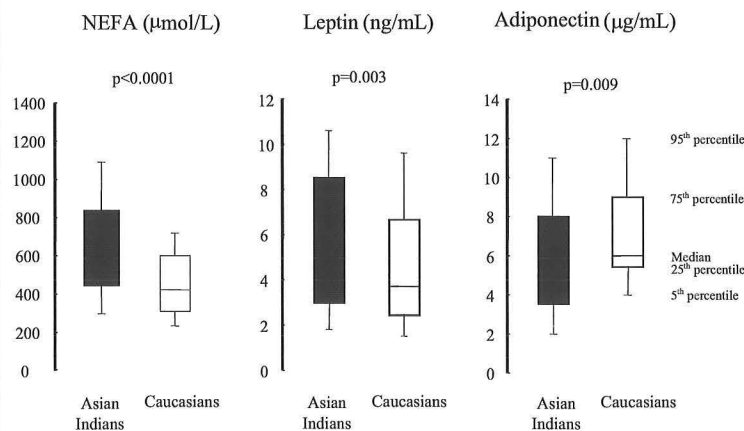 NEFA (μmol/L)
Leptin (ng/mL)
Adiponectin (μg/mL)
p<0.0001
p=0.003
p=0.009
1400
1200
1000
800
600
400
200
0
12
10
8
6
4
2
0
14
12
10
8
6
4
2
0
95th percentile
75th percentile
Median
25th percentile
5th percentile
Asian
Indians
Caucasians
Asian
Indians
Caucasians
Asian
Indians
Caucasians